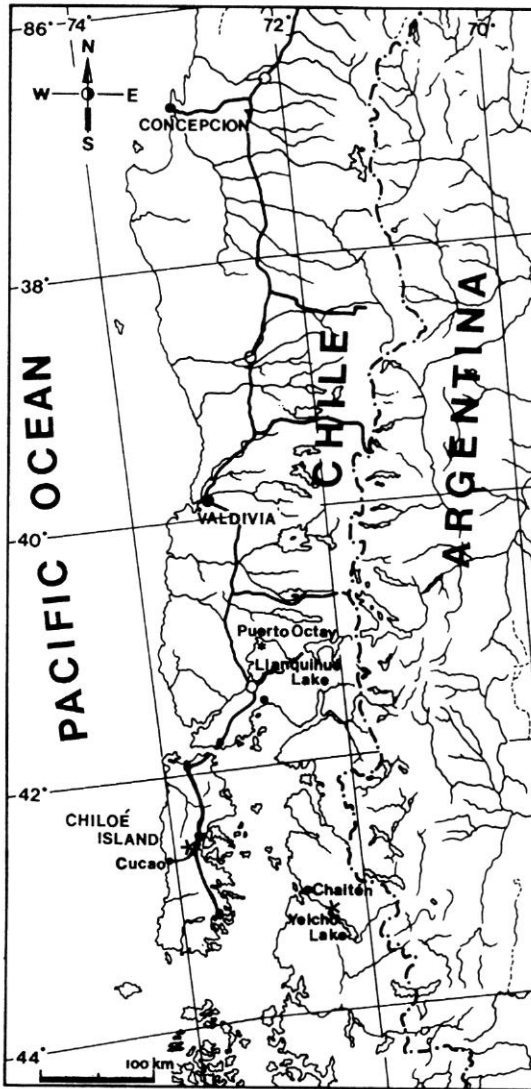 86° 74° 72° 70°
N
W E
S
CONCEPCION
38°
CHILE
ARGENTINA
PACIFIC OCEAN
VALDIVIA
40°
Puerto Octay
Llanquihue
Lake
42°
CHILOÉ
ISLAND
Cucao
Chaitén
Yelcho
Lake
44°
100 km